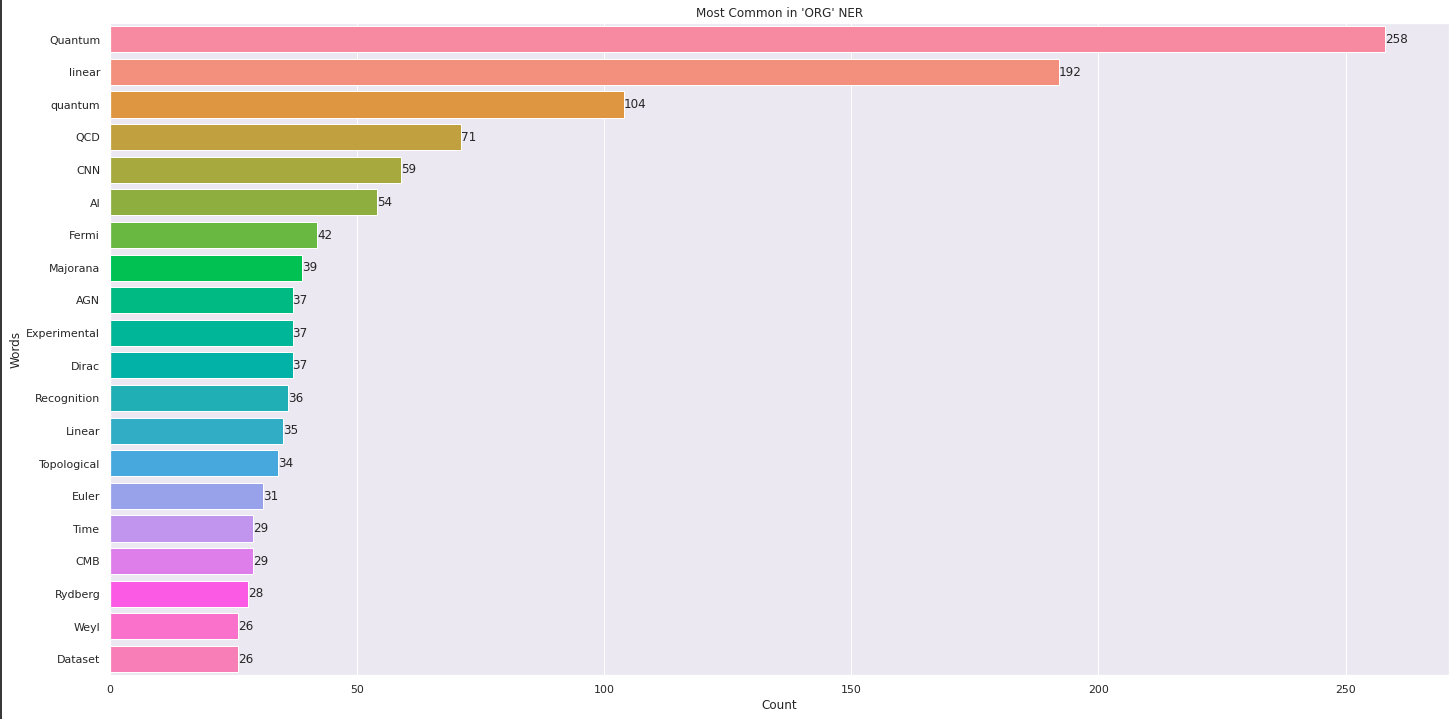 Most Common in 'ORG' NER
Quantum 258
linear 192
quantum 104
QCD 71
CNN 59
AI 54
Fermi 42
Majorana 39
AGN 37
Experimental 37
Dirac 37
Recognition 36
Linear 35
Topological 34
Euler 31
Time 29
CMB 29
Rydberg 28
Weyl 26
Dataset 26
Words
0 50 100 150 200 250
Count